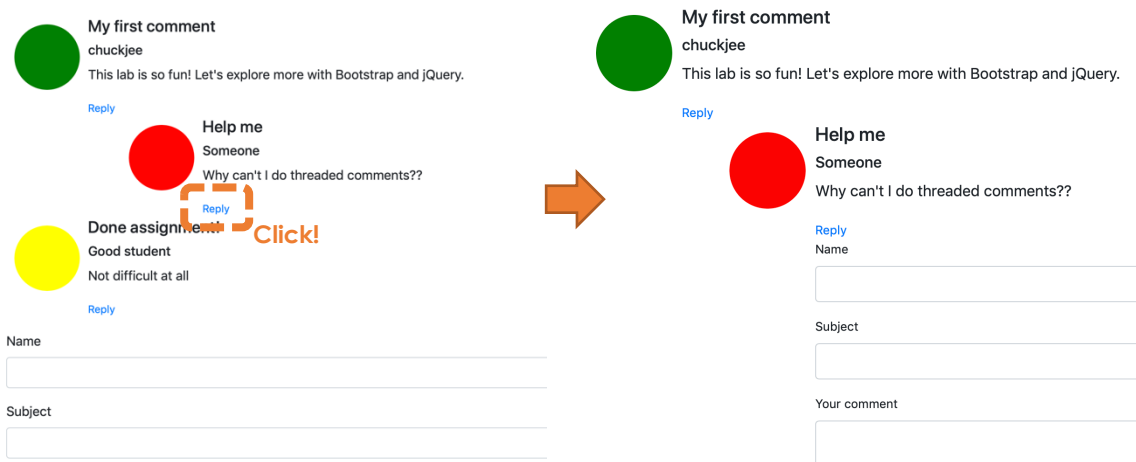 My first comment
chuckjee
This lab is so fun! Let's explore more with Bootstrap and jQuery.
Reply
Help me
Someone
Why can't I do threaded comments??
Reply
Click!
Done assignment!
Good student
Not difficult at all
Reply
Name
Subject
My first comment
chuckjee
This lab is so fun! Let's explore more with Bootstrap and jQuery.
Reply
Help me
Someone
Why can't I do threaded comments??
Reply
Name
Subject
Your comment